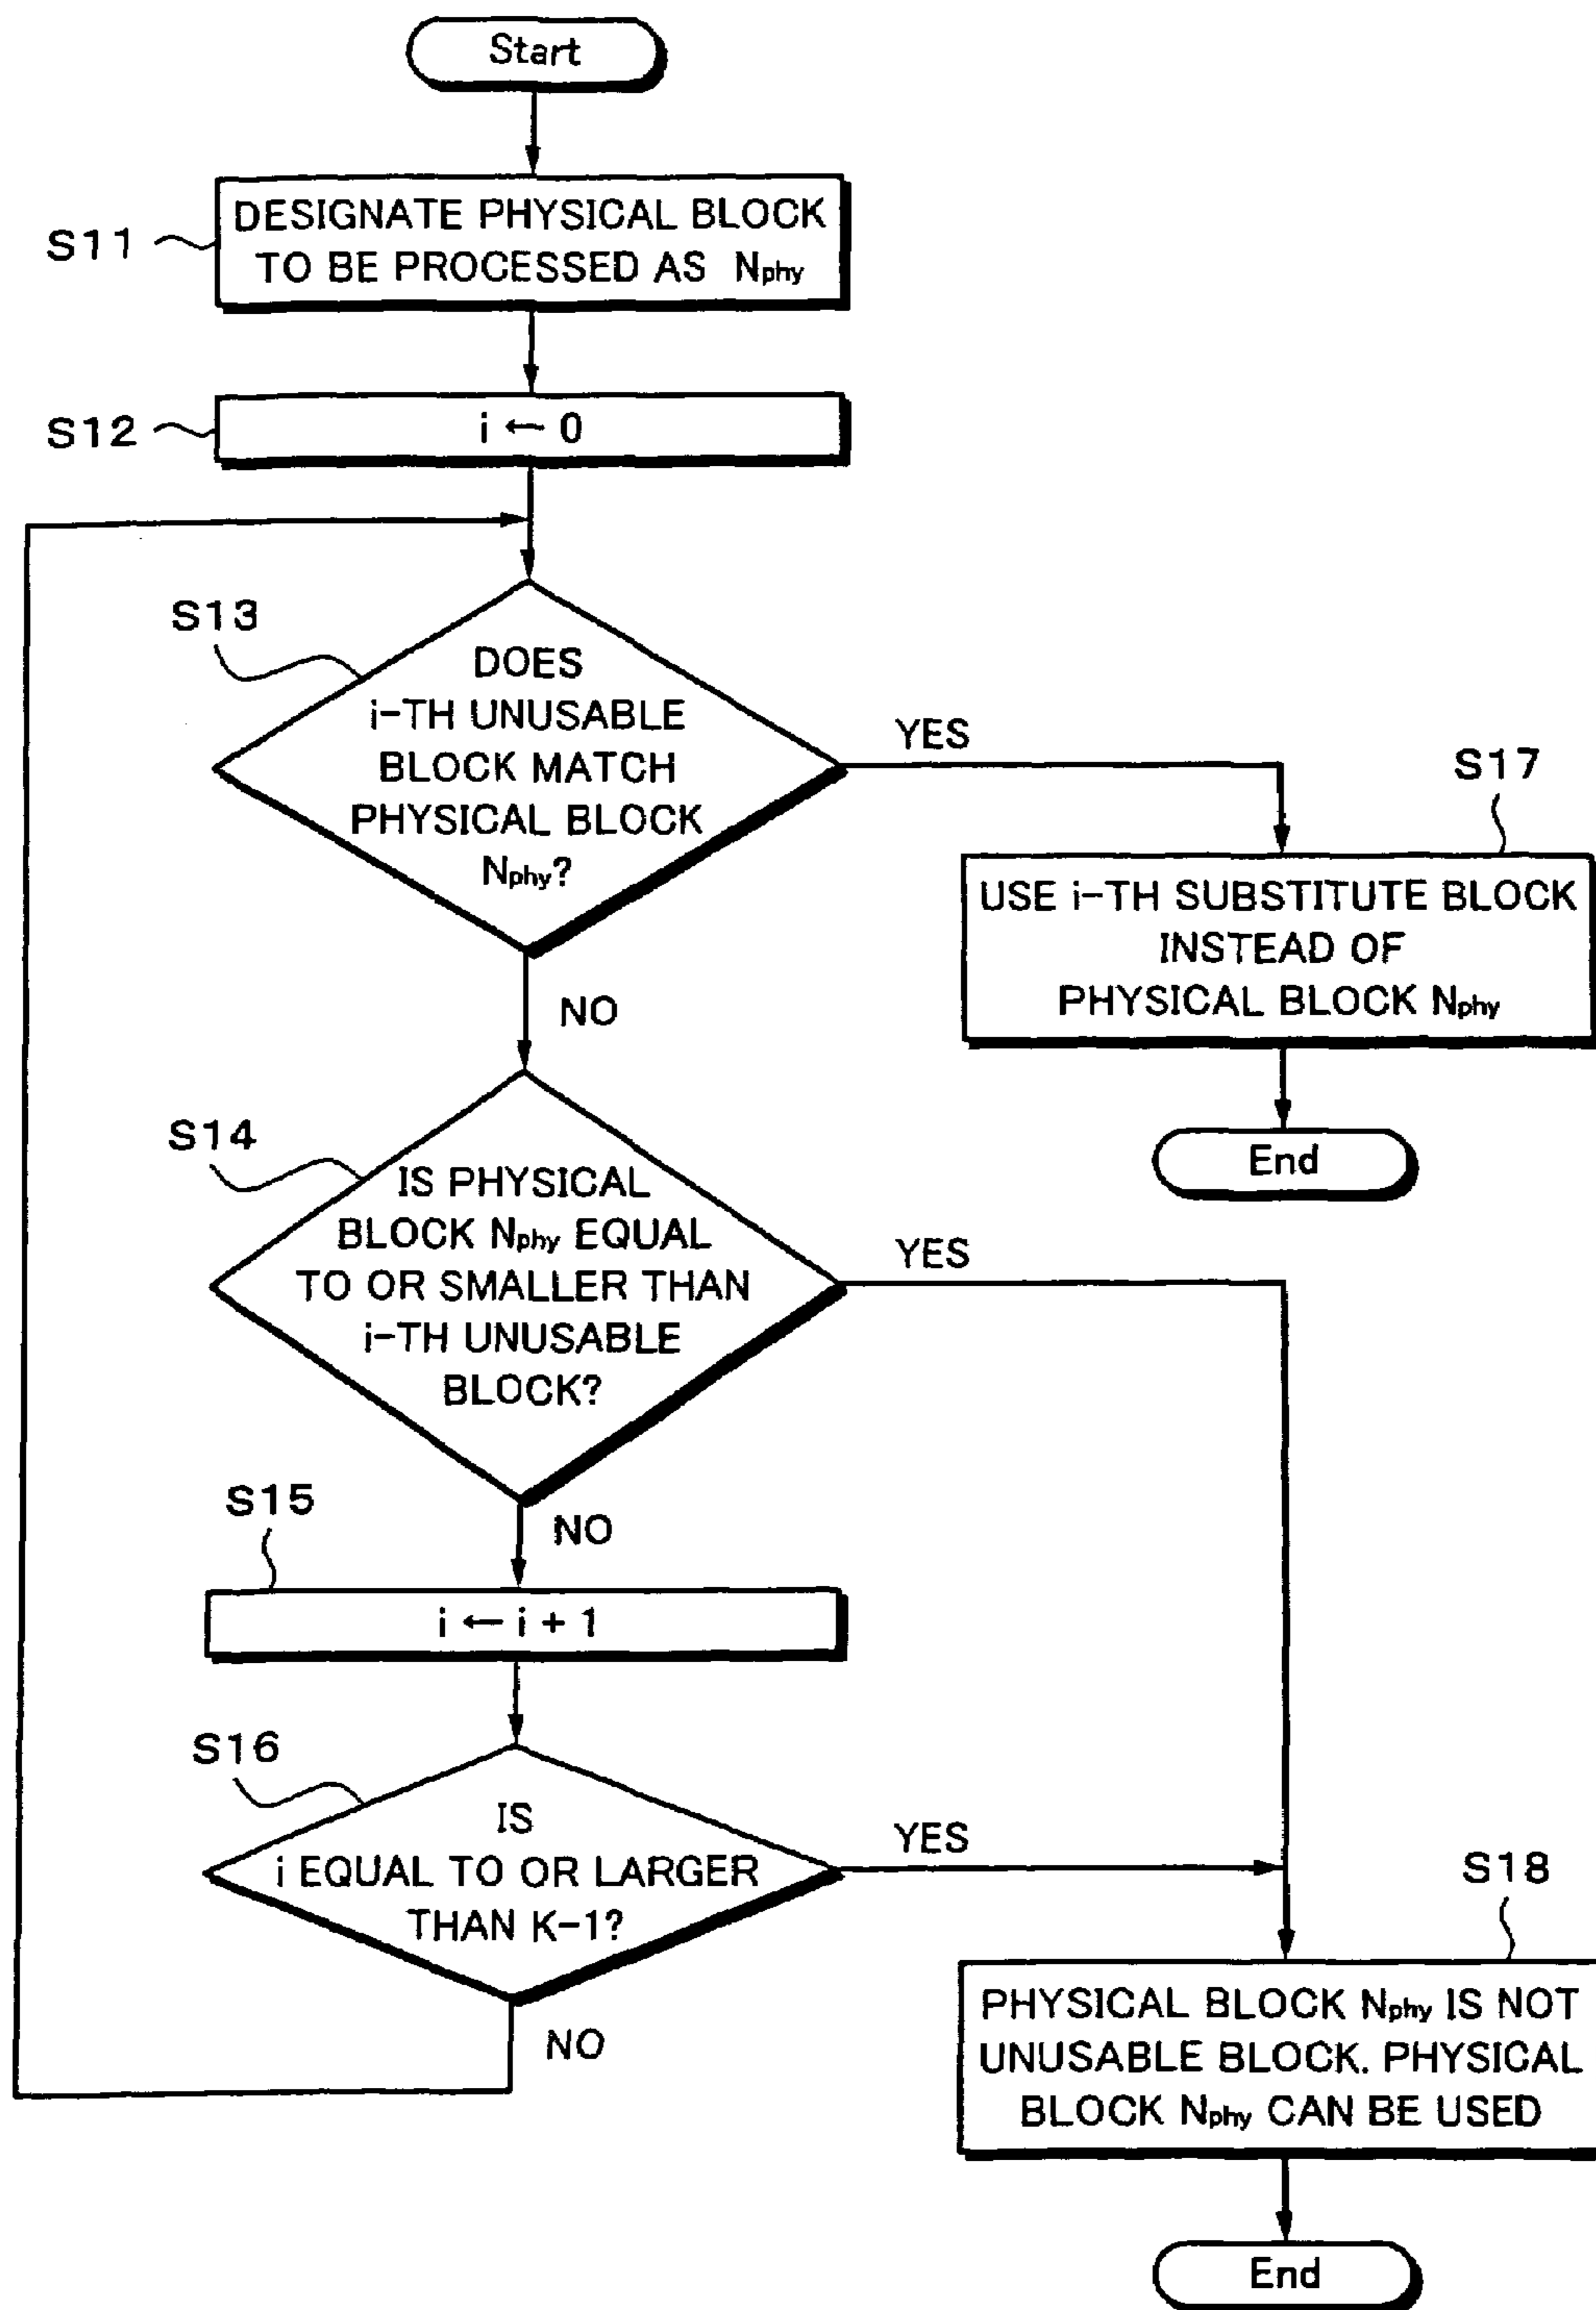 Start
S11
DESIGNATE PHYSICAL BLOCK
TO BE PROCESSED AS Nphy
S12
i ← 0
S13
DOES
i-TH UNUSABLE
BLOCK MATCH
PHYSICAL BLOCK
Nphy?
YES
NO
S17
USE i-TH SUBSTITUTE BLOCK
INSTEAD OF
PHYSICAL BLOCK Nphy
End
S14
IS PHYSICAL
BLOCK Nphy EQUAL
TO OR SMALLER THAN
i-TH UNUSABLE
BLOCK?
YES
NO
S15
i ← i + 1
S16
IS
i EQUAL TO OR LARGER
THAN K-1?
YES
NO
S18
PHYSICAL BLOCK Nphy IS NOT
UNUSABLE BLOCK. PHYSICAL
BLOCK Nphy CAN BE USED
End